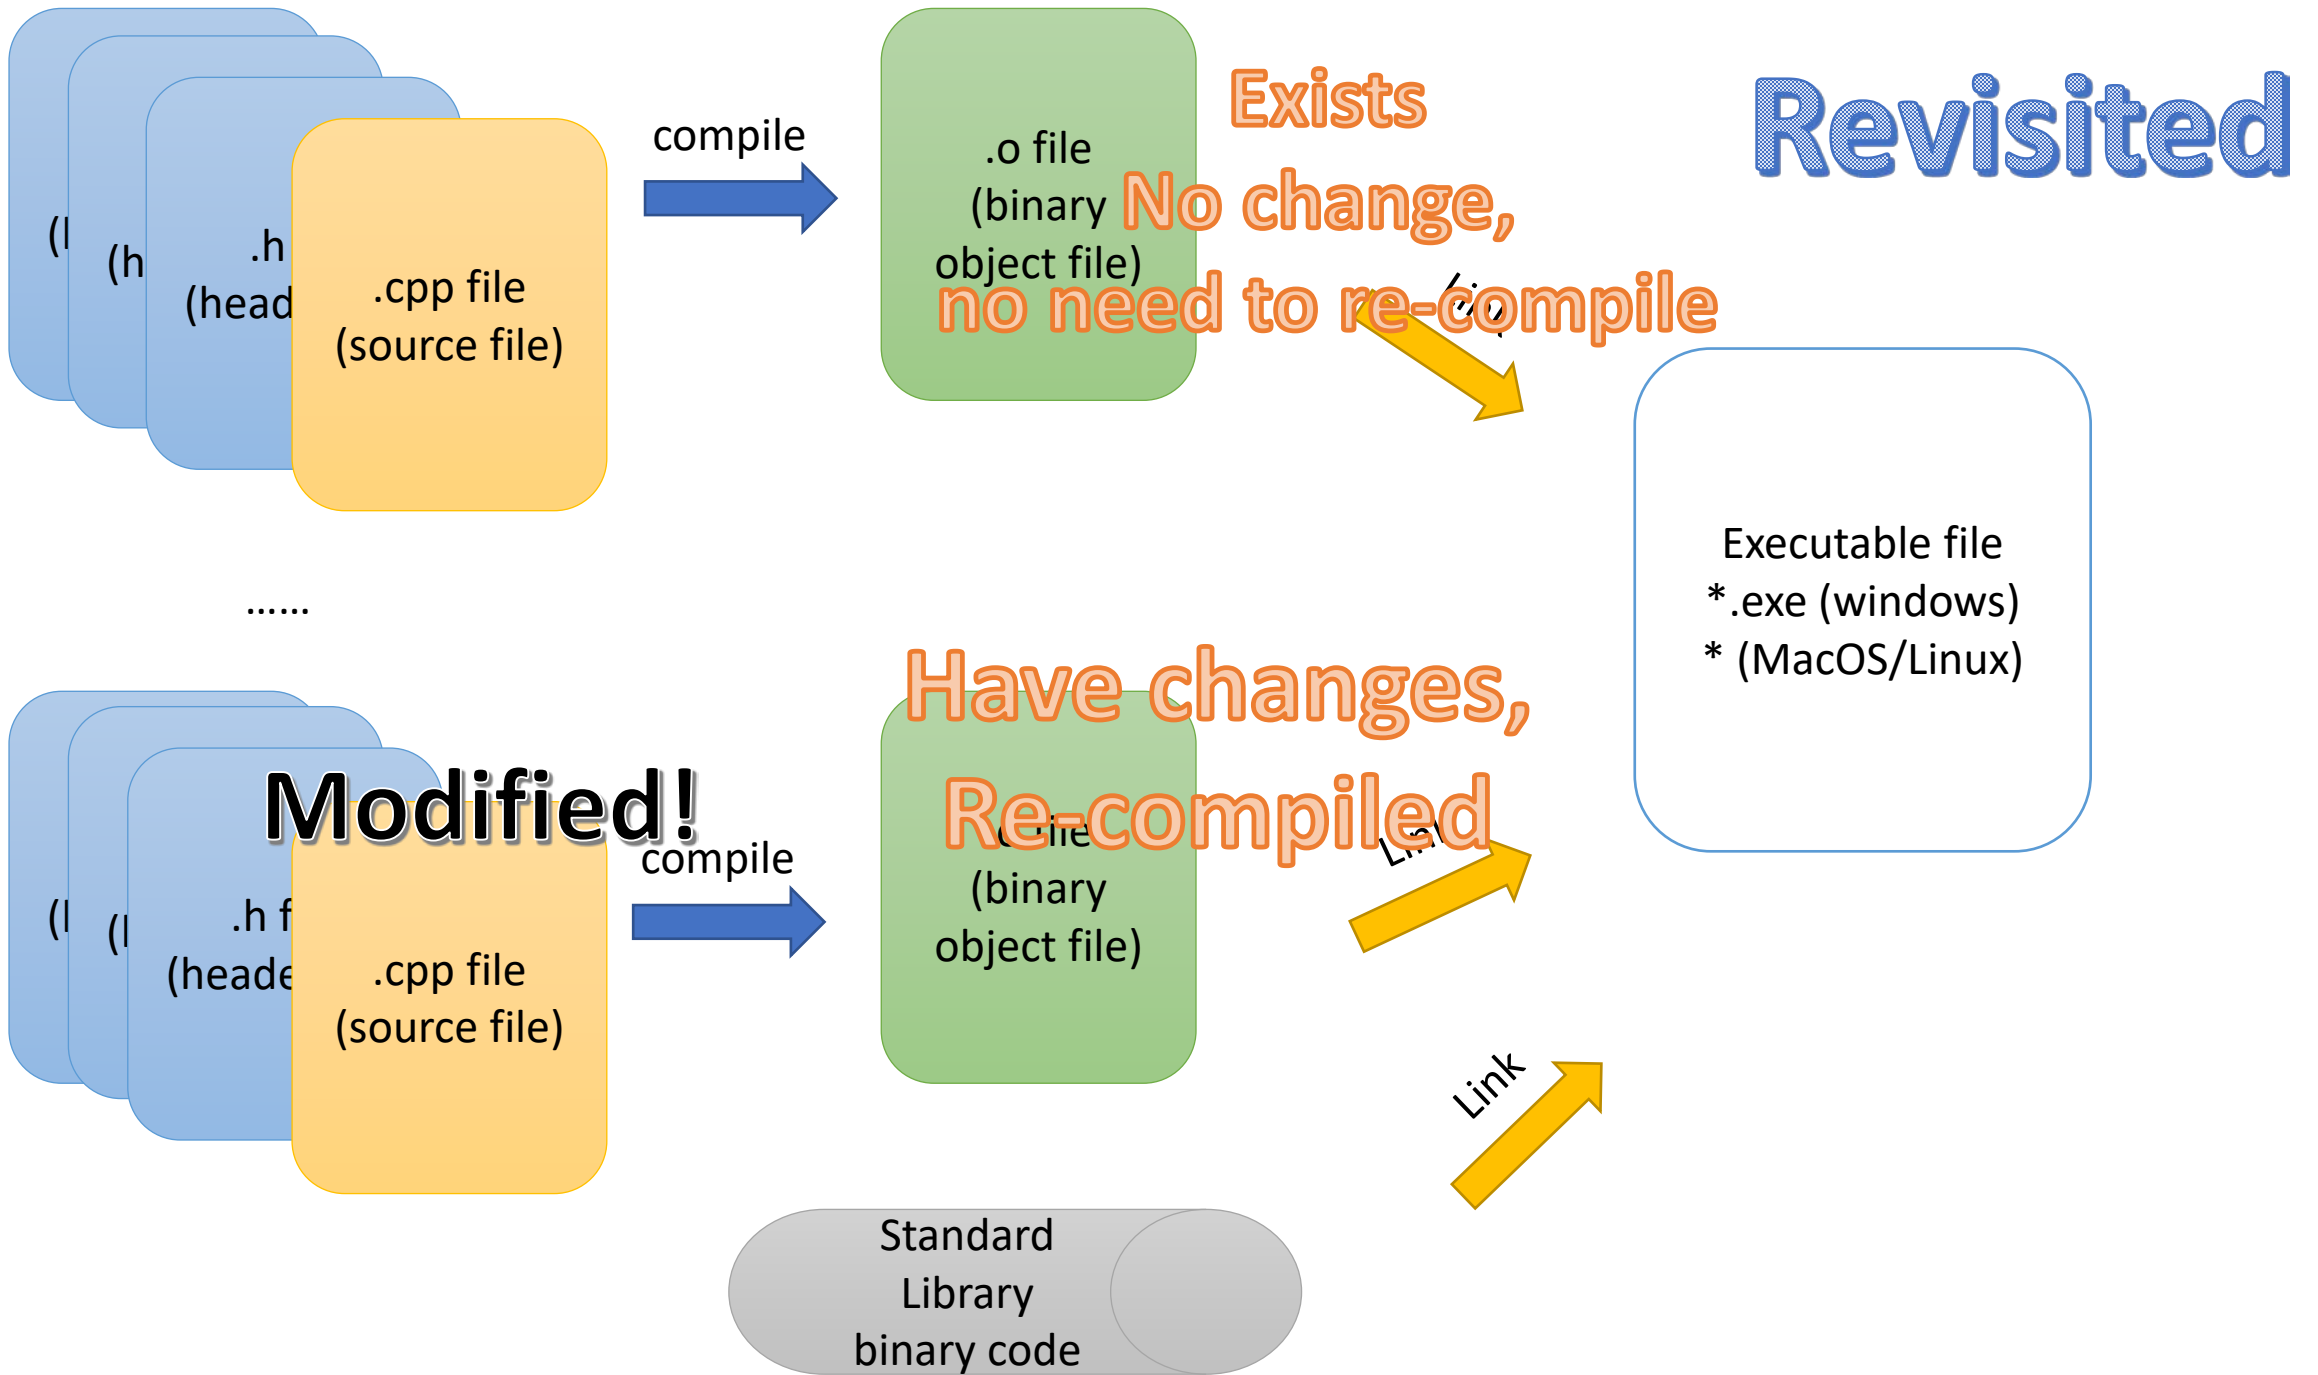 Revisited
(h
.h
(head
.cpp file
(source file)
compile
.o file
(binary
object file)
Exists
No change,
no need to re-compile
Executable file
*.exe (windows)
* (MacOS/Linux)
......
Modified!
.h f
(heade
.cpp file
(source file)
compile
Have changes,
Re-compiled
file
(binary
object file)
Link
Standard
Library
binary code